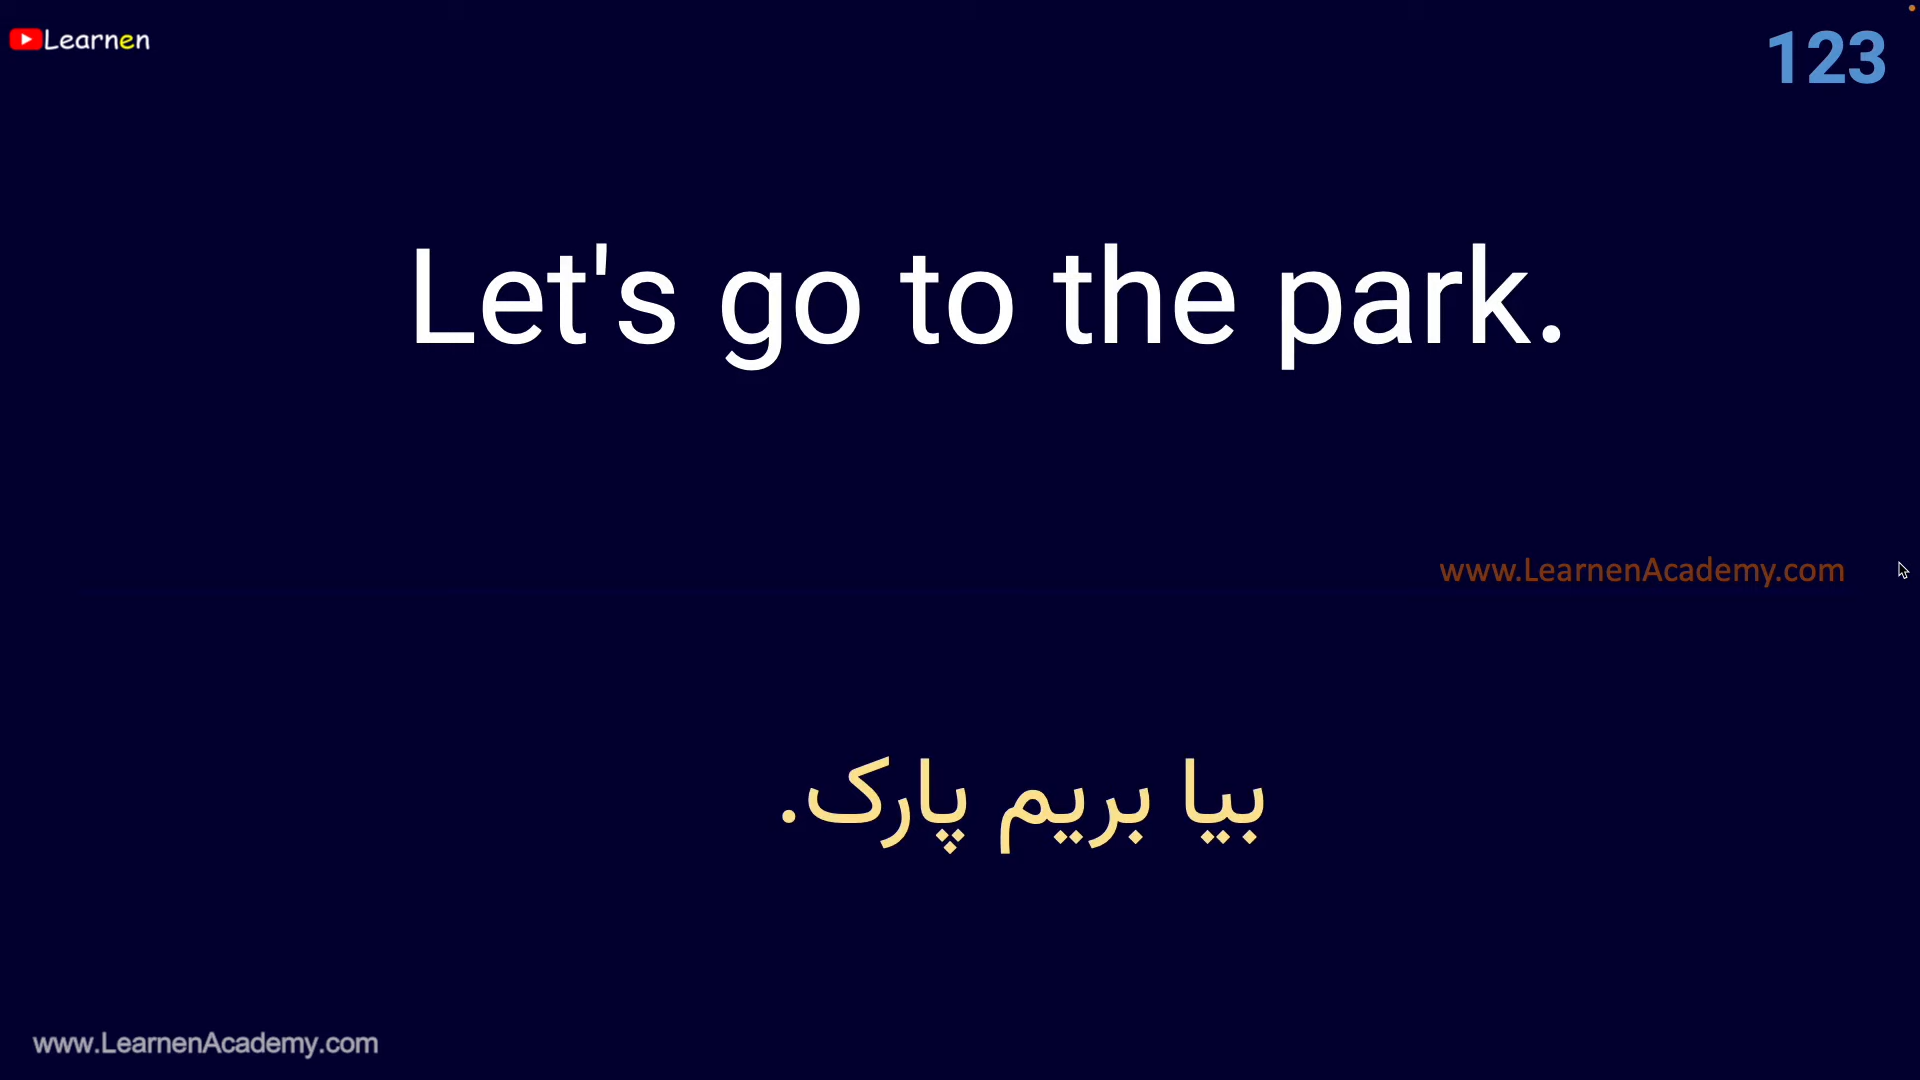 Learnen
123
Let's go to the park.
www.LearnenAcademy.com
بیا بریم پارک.
www.LearnenAcademy.com